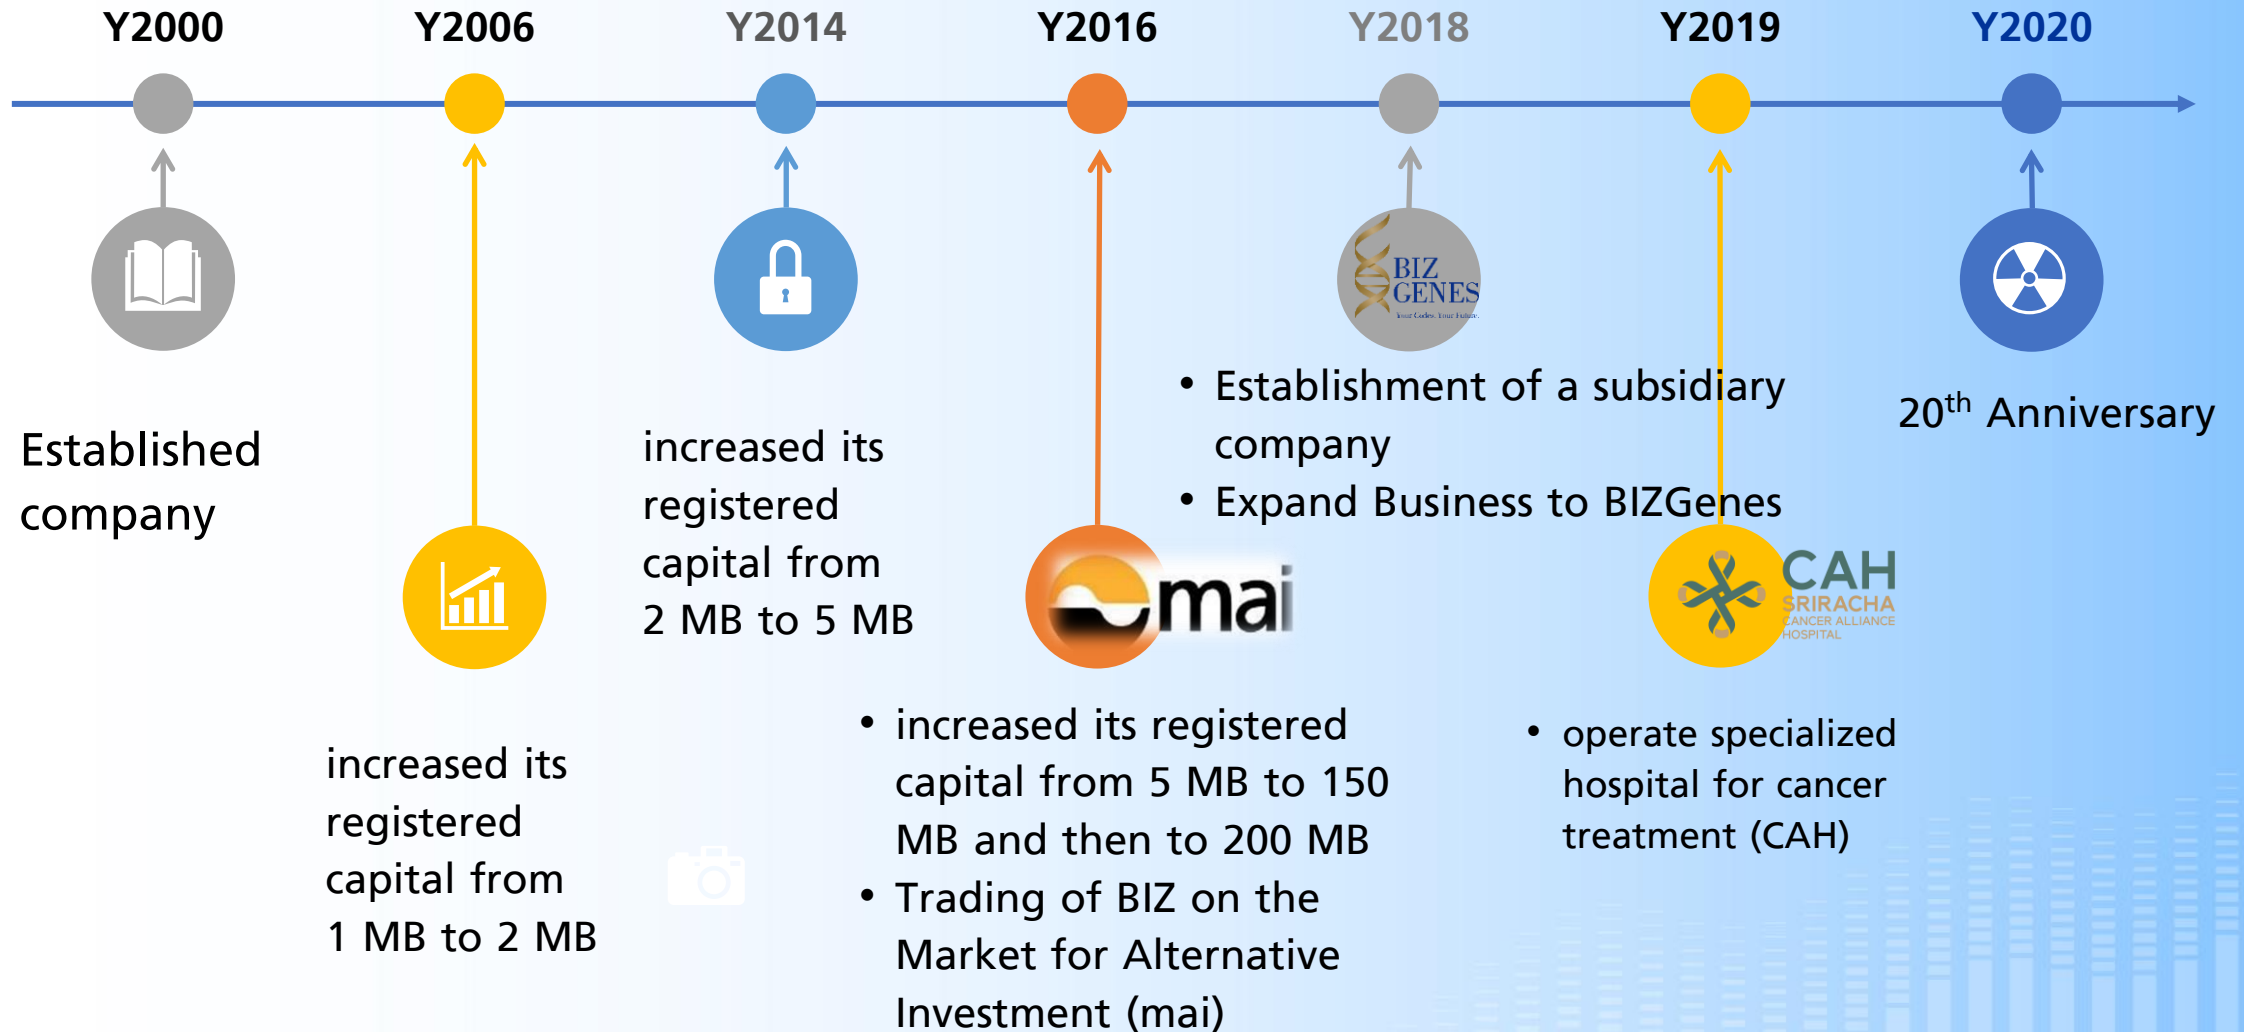 Y2000
Y2006
Y2014
Y2016
Y2018
Y2019
Y2020
Established
company
increased its
registered
capital from
1 MB to 2 MB
increased its
registered
capital from
2 MB to 5 MB
mai
• increased its registered
capital from 5 MB to 150
MB and then to 200 MB
• Trading of BIZ on the
Market for Alternative
Investment (mai)
BIZ
GENES
Your Codes. Your Future.
• Establishment of a subsidiary
company
• Expand Business to BIZGenes
CAH
SRIRACHA
CANCER ALLIANCE
HOSPITAL
• operate specialized
hospital for cancer
treatment (CAH)
20th Anniversary